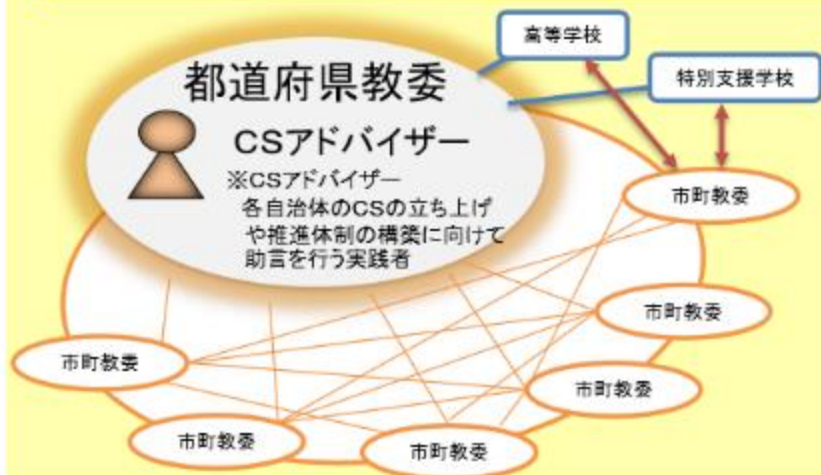 高等学校
特別支援学校
都道府県教委
CSアドバイザー
※CSアドバイザー
各自治体のCSの立ち上げ
や推進体制の構築に向けて
助言を行う実践者
市町教委
市町教委
市町教委
市町教委
市町教委
市町教委